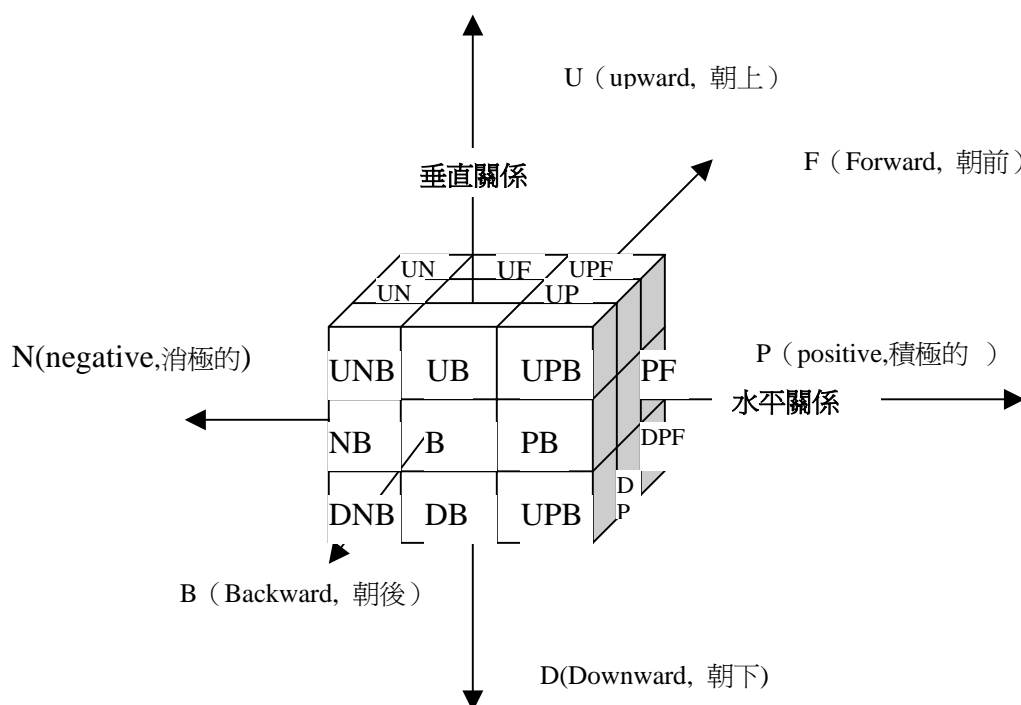 U（upward, 朝上）
F（Forward, 朝前）
垂直關係
UN UF UPF
UN UP
N(negative,消極的)
P（positive,積極的 ）
UNB UB UPB PF
水平關係
NB B PB DPF
DNB DB UPB D
P
B（Backward, 朝後）
D(Downward, 朝下)